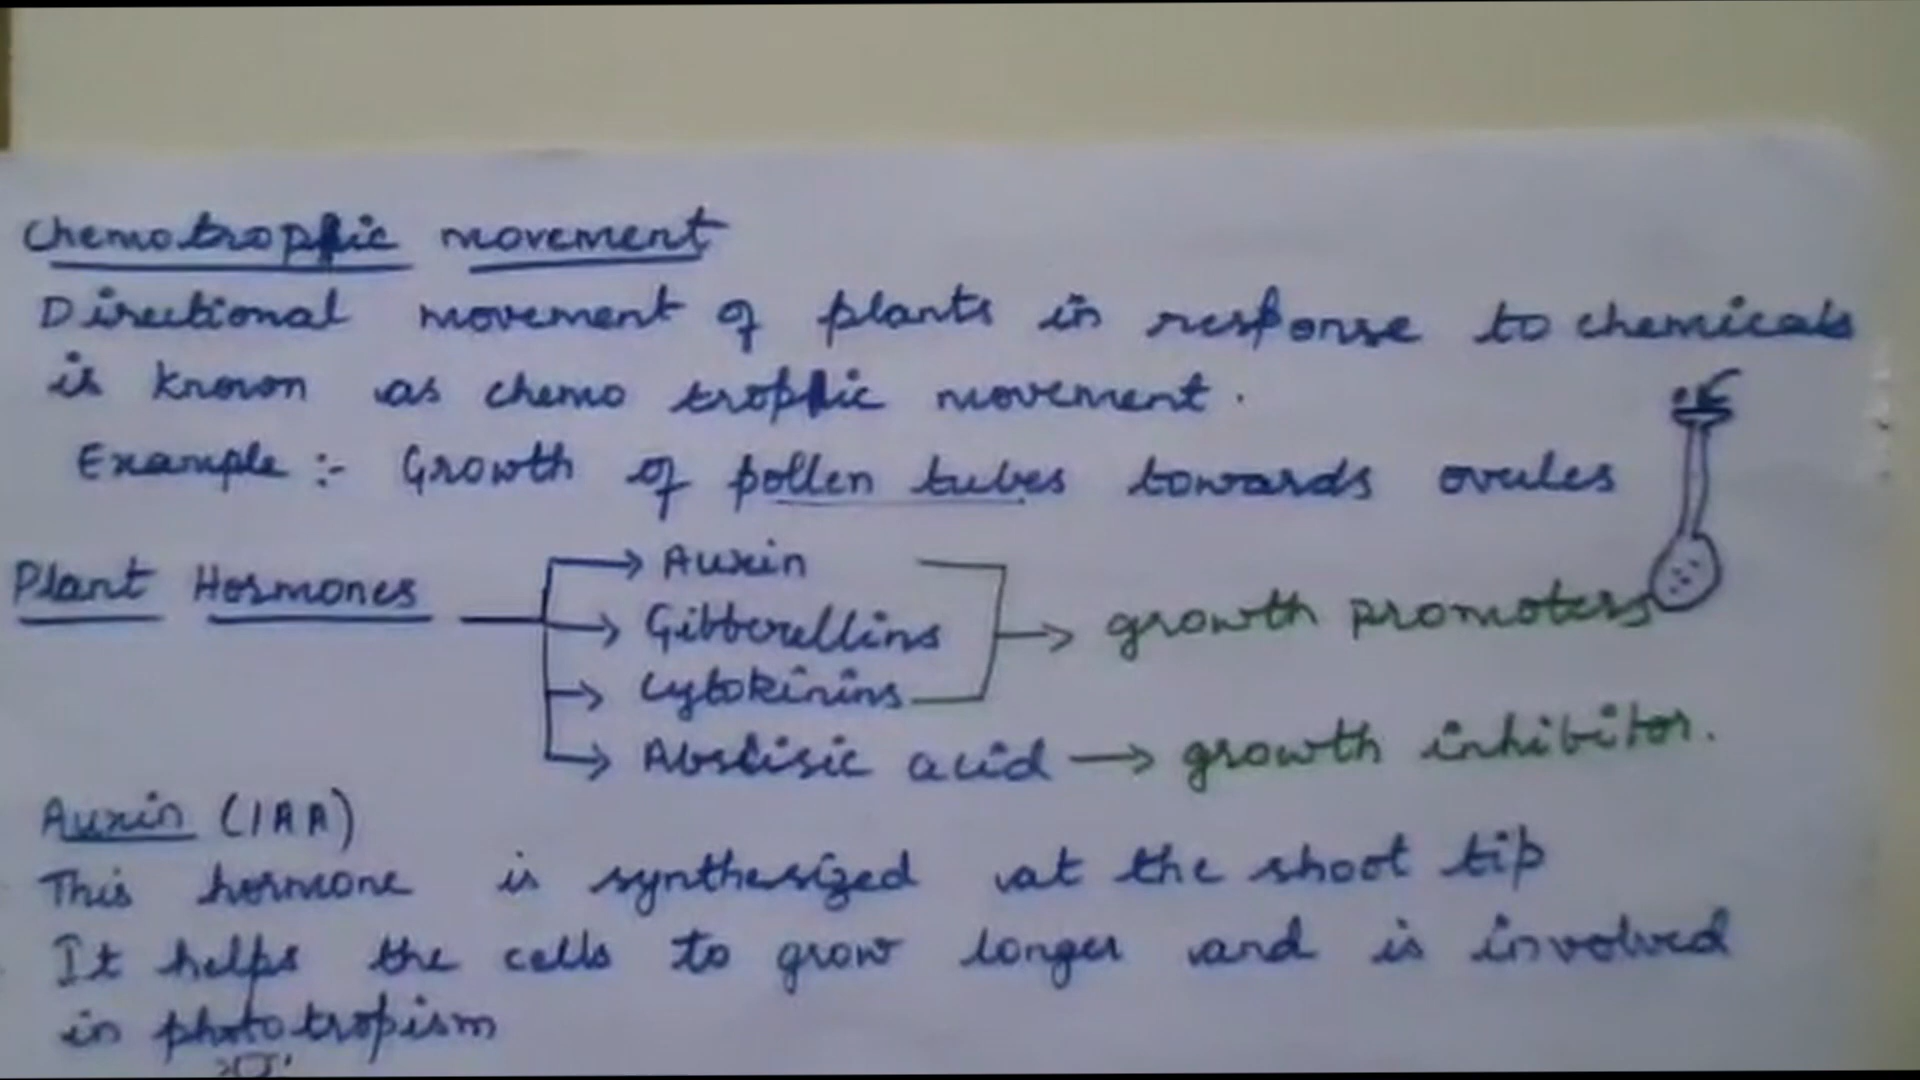 Chemotrophic movement
Directional movement of plants in response to chemicals
is known as chemo trophic movement.
Example :- Growth of pollen tubes towards ovules
Plant Hormones
Auxin
Gibberellins
Cytokinins
growth promoters
Abscisic acid → growth inhibitor.
Auxin (IAA)
This hormone is synthesized at the shoot tip
It helps the cells to grow longer and is involved
in phototropism